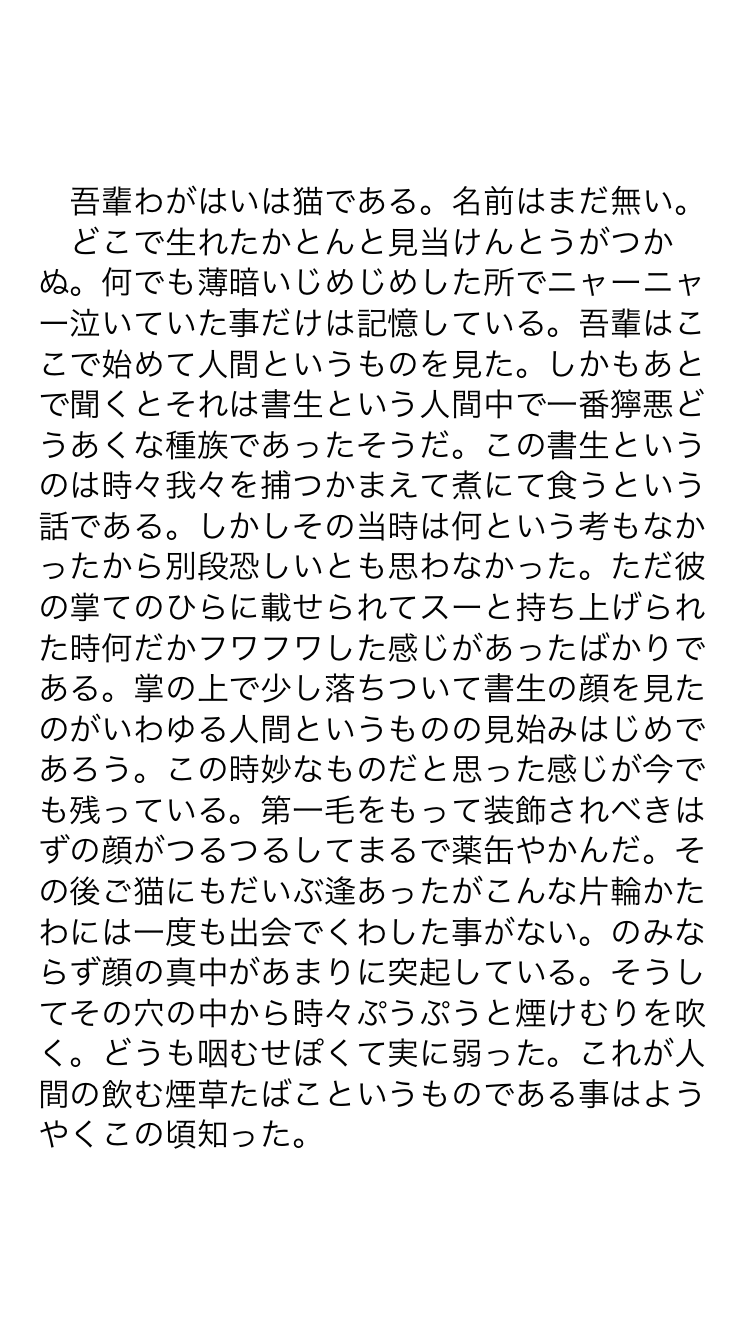 吾輩わがはいは猫である。名前はまだ無い。
　どこで生れたかとんと見当けんとうがつか
ぬ。何でも薄暗いじめじめした所でニャーニャ
ー泣いていた事だけは記憶している。吾輩はこ
こで始めて人間というものを見た。しかもあと
で聞くとそれは書生という人間中で一番獰悪ど
うあくな種族であったそうだ。この書生という
のは時々我々を捕つかまえて煮にて食うという
話である。しかしその当時は何という考もなか
ったから別段恐しいとも思わなかった。ただ彼
の掌てのひらに載せられてスーと持ち上げられ
た時何だかフワフワした感じがあったばかりで
ある。掌の上で少し落ちついて書生の顔を見た
のがいわゆる人間というものの見始みはじめで
あろう。この時妙なものだと思った感じが今で
も残っている。第一毛をもって装飾されべきは
ずの顔がつるつるしてまるで薬缶やかんだ。そ
の後ご猫にもだいぶ逢あったがこんな片輪かた
わには一度も出会でくわした事がない。のみな
らず顔の真中があまりに突起している。そうし
てその穴の中から時々ぷうぷうと煙けむりを吹
く。どうも咽むせぽくて実に弱った。これが人
間の飲む煙草たばこというものである事はよう
やくこの頃知った。